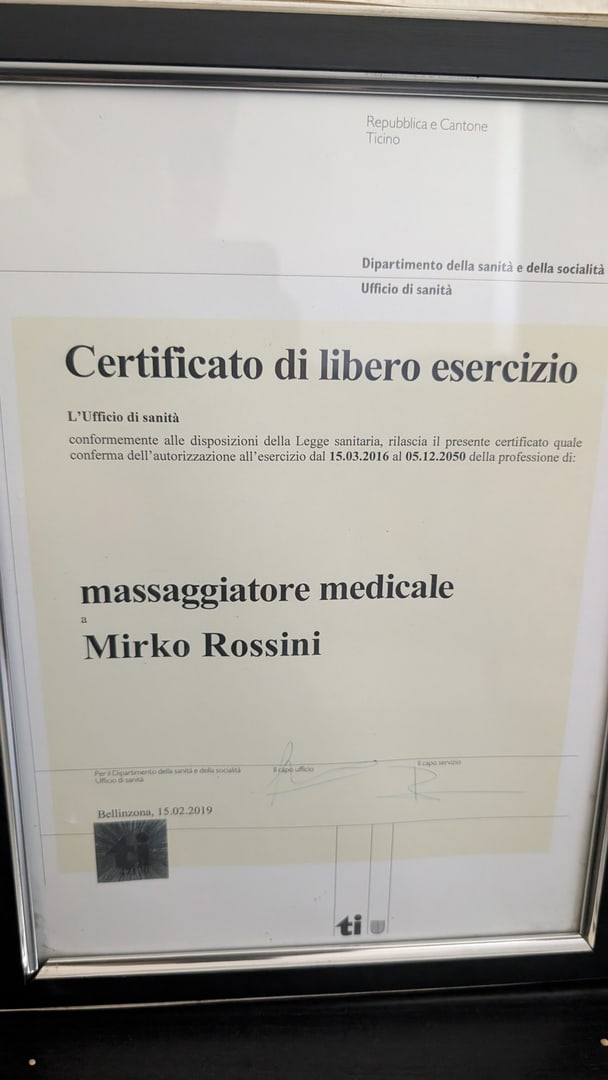 Repubblica e Cantone
Ticino
Dipartimento della sanità e della socialità
Ufficio di sanità
Certificato di libero esercizio
L'Ufficio di sanità
conformemente alle disposizioni della Legge sanitaria, rilascia il presente certificato quale
conferma dell'autorizzazione all'esercizio dal 15.03.2016 al 05.12.2050 della professione di:
massaggiatore medicale
a
Mirko Rossini
Per il Dipartimento della sanità e della socialità
Ufficio di sanità
Il capo ufficio
Il capo servizio
Bellinzona, 15.02.2019
ti
ti